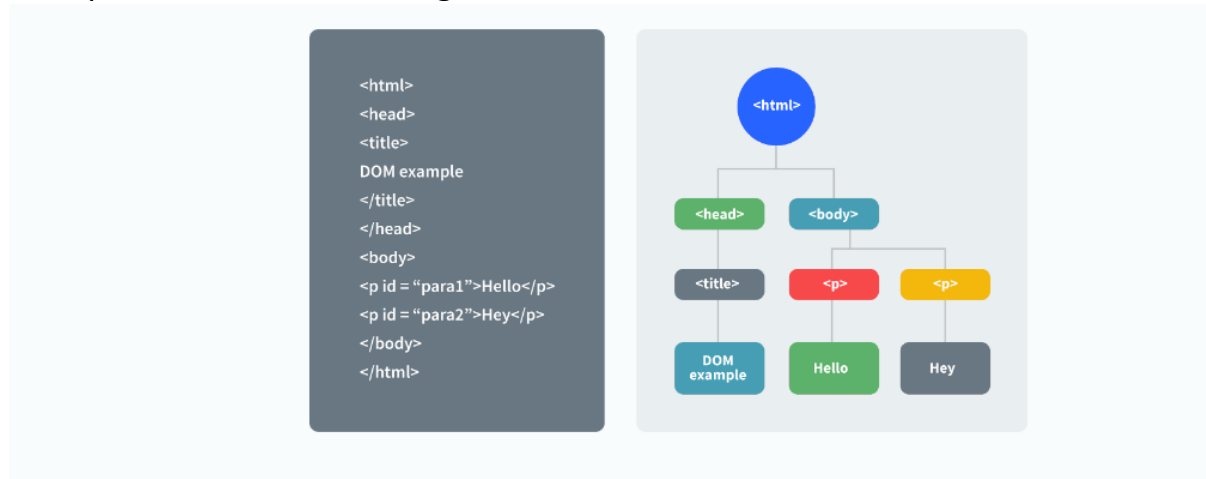 <html>
<head>
<title>
DOM example
</title>
</head>
<body>
<p id = “para1”>Hello</p>
<p id = “para2”>Hey</p>
</body>
</html>
<html>
<head> <body>
<title> <p> <p>
DOM
example
Hello
Hey